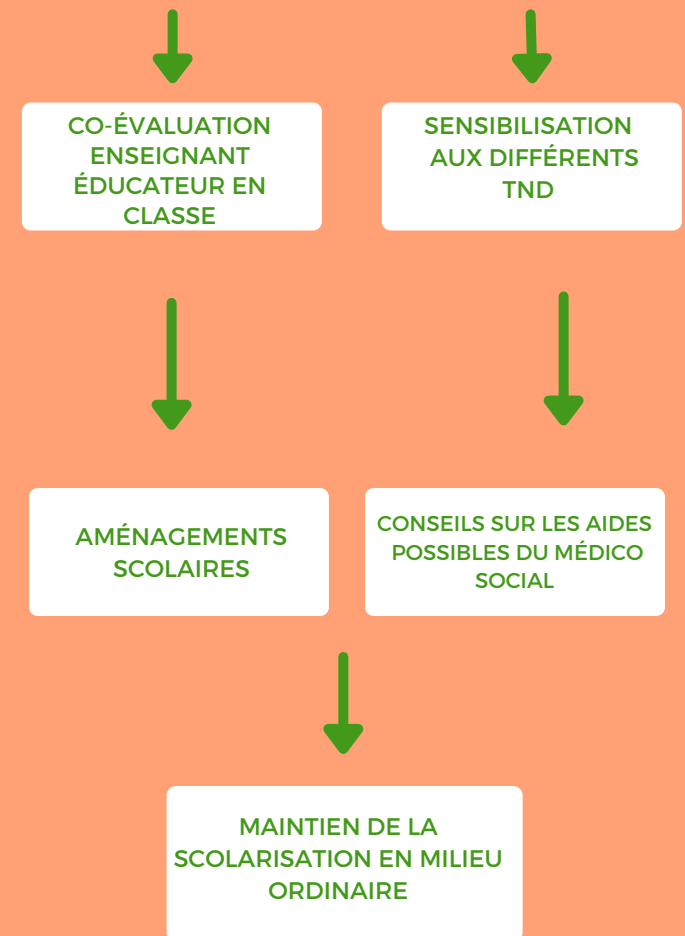 CO-ÉVALUATION
ENSEIGNANT
ÉDUCATEUR EN
CLASSE
SENSIBILISATION
AUX DIFFÉRENTS
TND
AMÉNAGEMENTS
SCOLAIRES
CONSEILS SUR LES AIDES
POSSIBLES DU MÉDICO
SOCIAL
MAINTIEN DE LA
SCOLARISATION EN MILIEU
ORDINAIRE